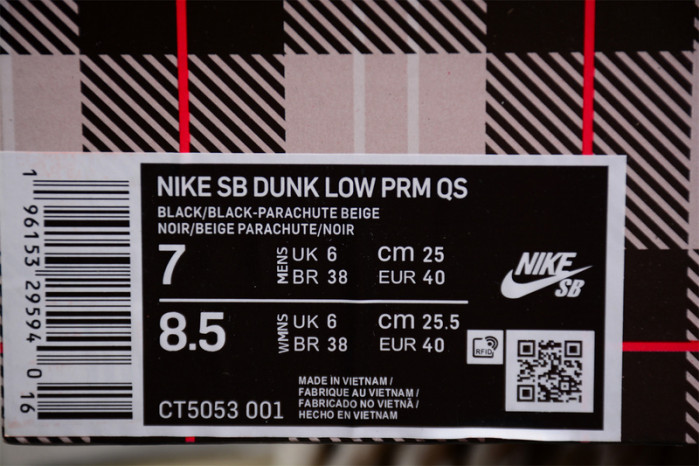 NIKE SB DUNK LOW PRM QS
BLACK/BLACK-PARACHUTE BEIGE
NOIR/BEIGE PARACHUTE/NOIR
7 MENS UK 6 cm 25
BR 38 EUR 40
8.5 WMNS UK 6 cm 25.5
BR 38 EUR 40
NIKE
SB
RFID
MADE IN VIETNAM /
FABRIQUE AU VIETNAM /
FABRICADO NO VIETNÃ /
HECHO EN VIETNAM
CT5053 001
1 96153 29594 0 16